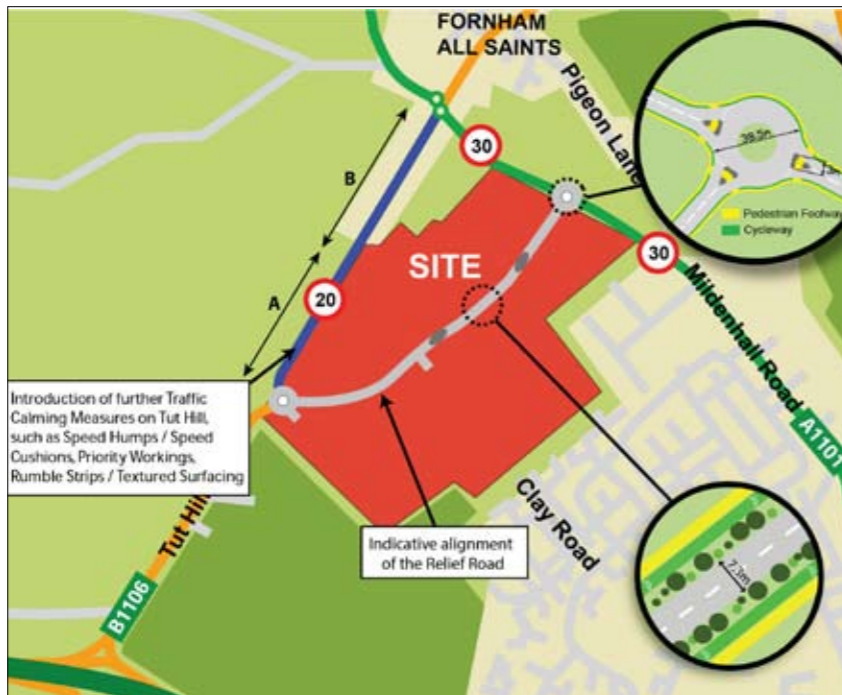 FORNHAM
ALL SAINTS
Pigeon Lane
30
B
A
20
SITE
30
Pedestrian Footway
Cycleway
Mildenhall Road
A1101
Introduction of further Traffic
Calming Measures on Tut Hill,
such as Speed Humps / Speed
Cushions, Priority Workings,
Rumble Strips / Textured Surfacing
Tut Hill
B1106
Indicative alignment
of the Relief Road
Clay Road
7.3m